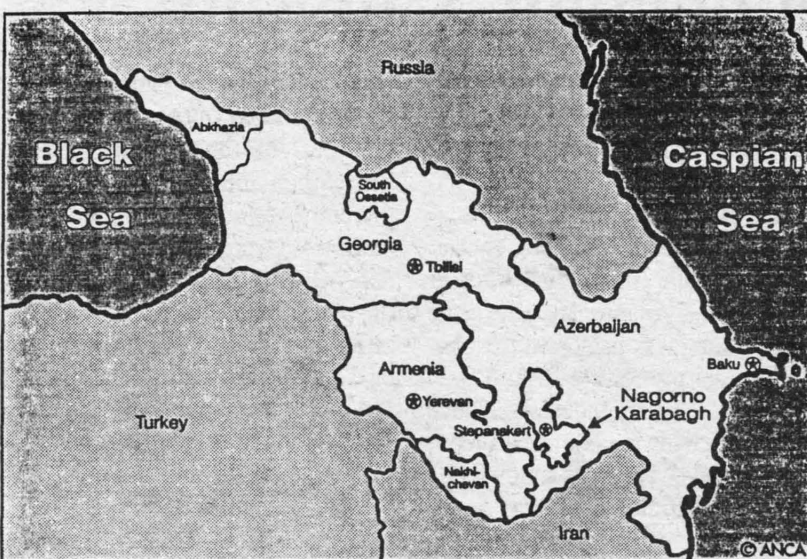 Russia
Abkhazia
Black
Sea
Caspian
Sea
South
Ossetia
Georgia
Tbilisi
Azerbaijan
Armenia
Baku
Nagorno
Karabagh
Yerevan
Turkey
Stepanakert
Nakhi-
chevan
Iran
© ANCA